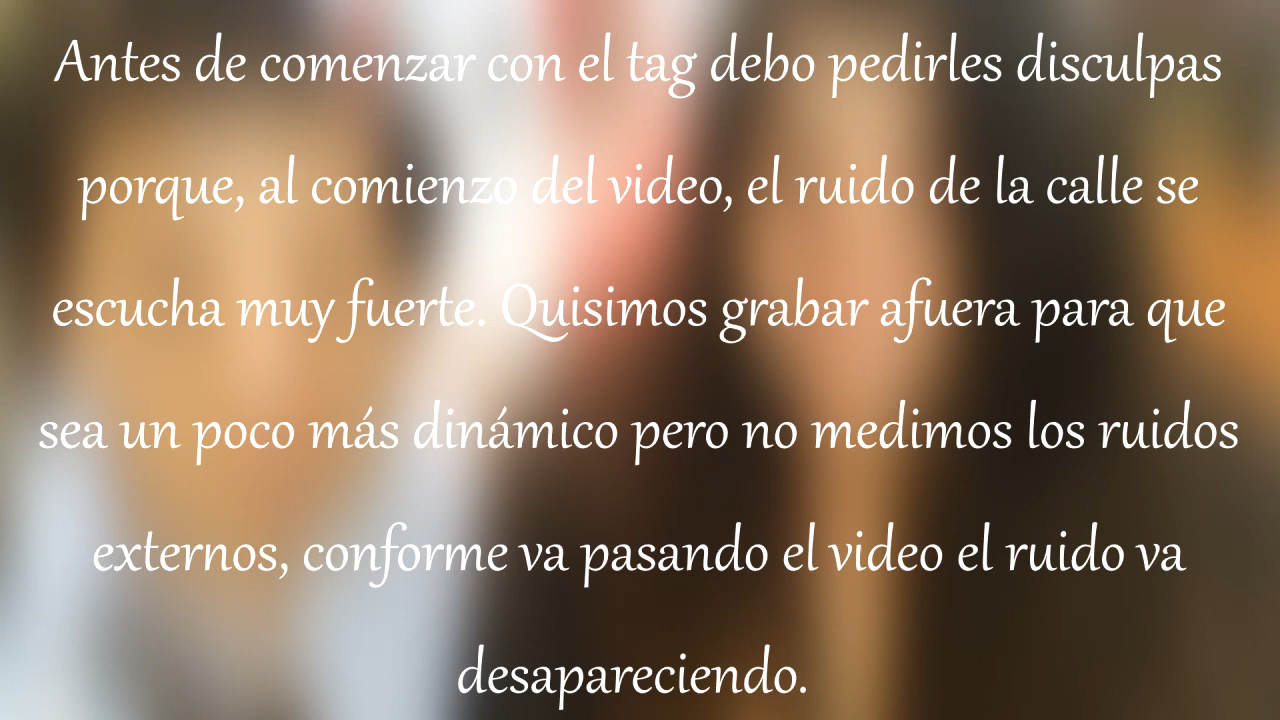 Antes de comenzar con el tag debo pedirles disculpas
porque, al comienzo del video, el ruido de la calle se
escucha muy fuerte. Quisimos grabar afuera para que
sea un poco más dinámico pero no medimos los ruidos
externos, conforme va pasando el video el ruido va
desapareciendo.